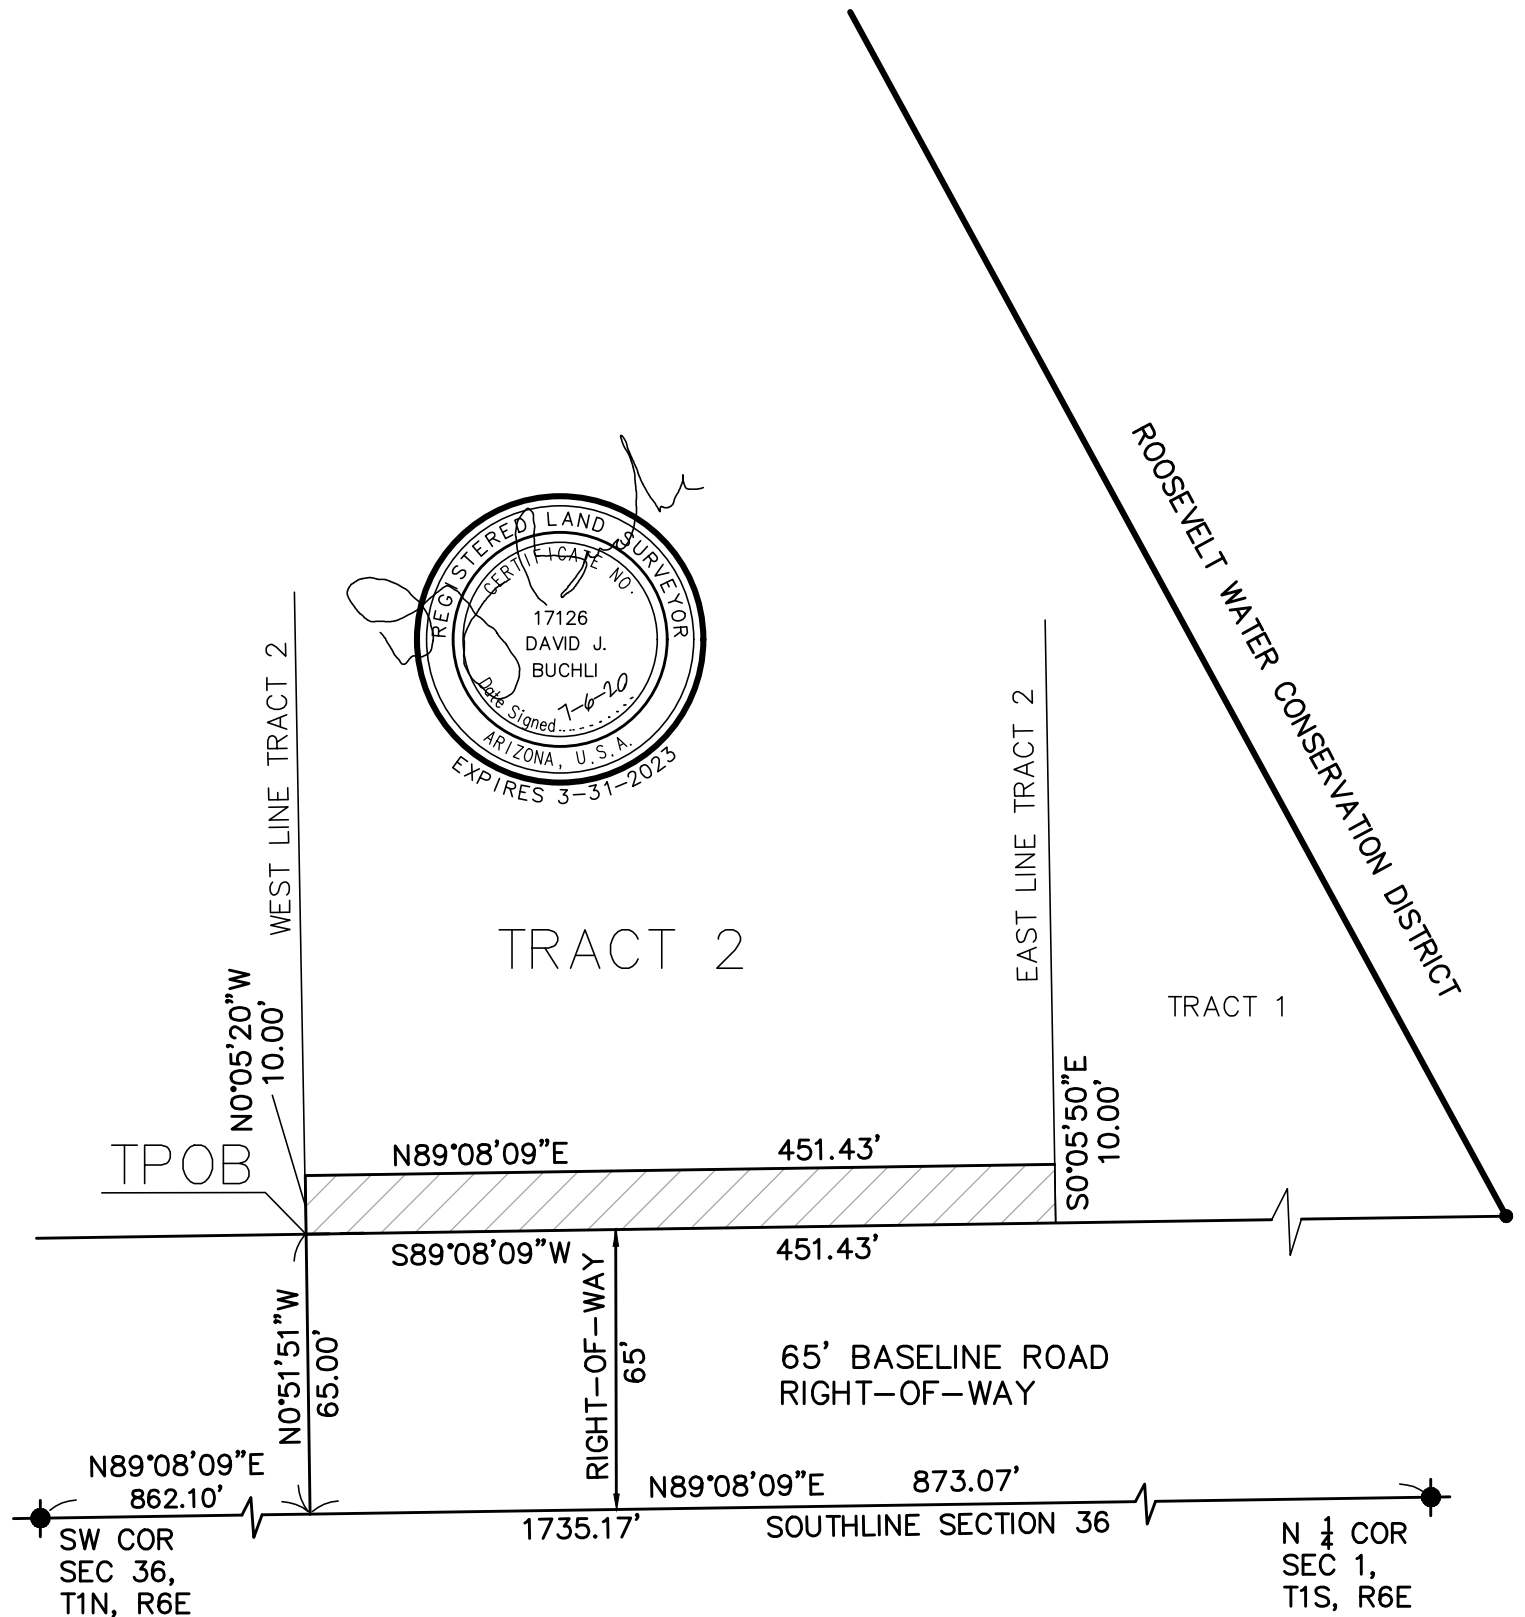 ROOSEVELT WATER CONSERVATION DISTRICT
REGISTERED LAND SURVEYOR
CERTIFICATE NO.
17126
DAVID J.
BUCHLI
Date Signed 7-6-20
ARIZONA, U.S.A.
EXPIRES 3-31-2023
WEST LINE TRACT 2
EAST LINE TRACT 2
TRACT 2
TRACT 1
N0°05'20"W
10.00'
S0°05'50"E
10.00'
TPOB
N89°08'09"E 451.43'
S89°08'09"W 451.43'
N0°51'51"W
65.00'
RIGHT-OF-WAY
65'
65' BASELINE ROAD
RIGHT-OF-WAY
N89°08'09"E
862.10'
N89°08'09"E 873.07'
1735.17'
SOUTHLINE SECTION 36
SW COR
SEC 36,
T1N, R6E
N 1/4 COR
SEC 1,
T1S, R6E